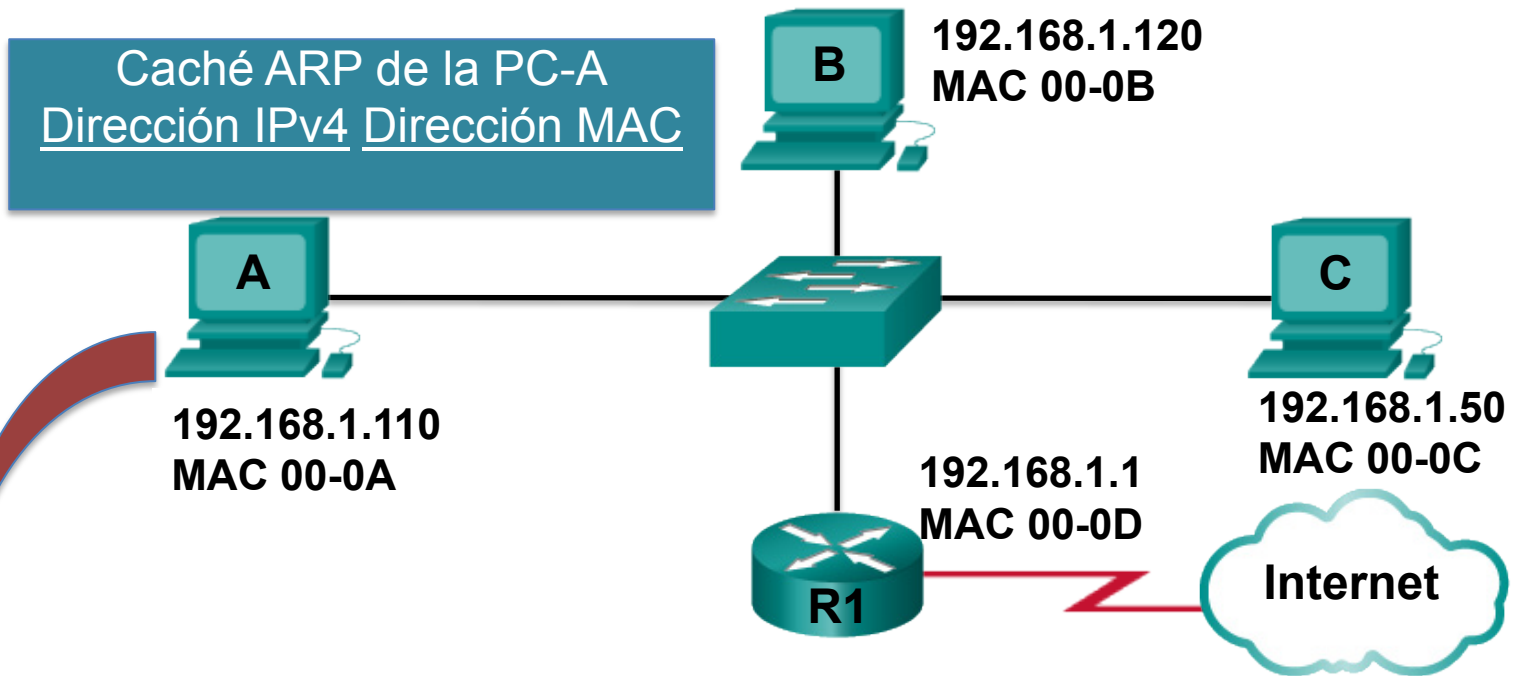 Caché ARP de la PC-A
Dirección IPv4 Dirección MAC
B
192.168.1.120
MAC 00-0B
A
192.168.1.110
MAC 00-0A
C
192.168.1.50
MAC 00-0C
192.168.1.1
MAC 00-0D
R1
Internet